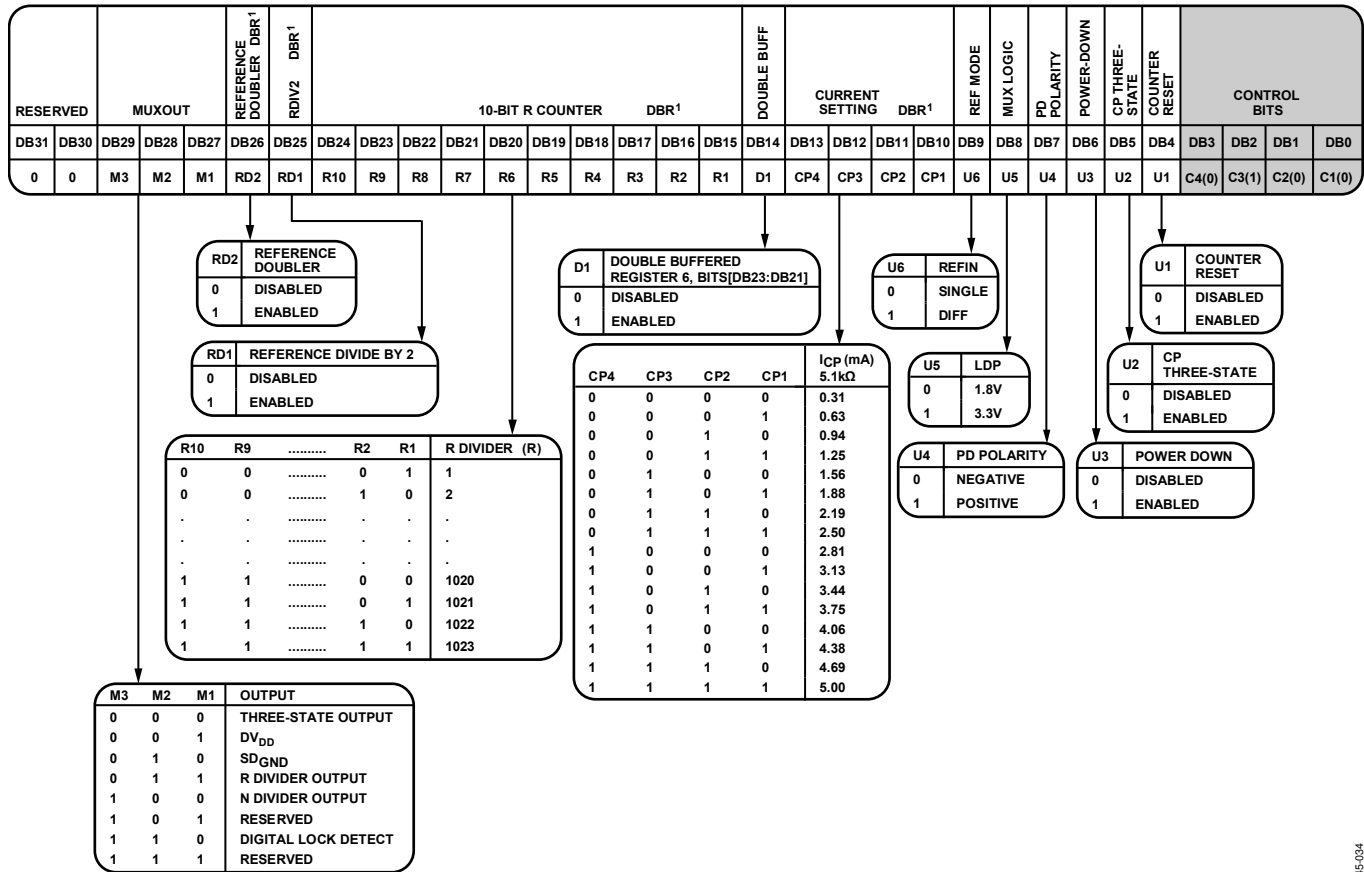 RESERVED MUXOUT REFERENCE DOUBLER DBR1 RDIV2 DBR1 10-BIT R COUNTER DBR1 DOUBLE BUFF CURRENT SETTING DBR1 REF MODE MUX LOGIC PD POLARITY POWER-DOWN CP THREE-STATE COUNTER RESET CONTROL BITS
DB31 DB30 DB29 DB28 DB27 DB26 DB25 DB24 DB23 DB22 DB21 DB20 DB19 DB18 DB17 DB16 DB15 DB14 DB13 DB12 DB11 DB10 DB9 DB8 DB7 DB6 DB5 DB4 DB3 DB2 DB1 DB0
0 0 M3 M2 M1 RD2 RD1 R10 R9 R8 R7 R6 R5 R4 R3 R2 R1 D1 CP4 CP3 CP2 CP1 U6 U5 U4 U3 U2 U1 C4(0) C3(1) C2(0) C1(0)
RD2 REFERENCE DOUBLER
0 DISABLED
1 ENABLED
RD1 REFERENCE DIVIDE BY 2
0 DISABLED
1 ENABLED
R10 R9 .......... R2 R1 R DIVIDER (R)
0 0 .......... 0 1 1
0 0 .......... 1 0 2
. . .......... . . .
. . .......... . . .
. . .......... . . .
1 1 .......... 0 0 1020
1 1 .......... 0 1 1021
1 1 .......... 1 0 1022
1 1 .......... 1 1 1023
M3 M2 M1 OUTPUT
0 0 0 THREE-STATE OUTPUT
0 0 1 DVDD
0 1 0 SDGND
0 1 1 R DIVIDER OUTPUT
1 0 0 N DIVIDER OUTPUT
1 0 1 RESERVED
1 1 0 DIGITAL LOCK DETECT
1 1 1 RESERVED
D1 DOUBLE BUFFERED
REGISTER 6, BITS[DB23:DB21]
0 DISABLED
1 ENABLED
ICP (mA)
CP4 CP3 CP2 CP1 5.1kΩ
0 0 0 0 0.31
0 0 0 1 0.63
0 0 1 0 0.94
0 0 1 1 1.25
0 1 0 0 1.56
0 1 0 1 1.88
0 1 1 0 2.19
0 1 1 1 2.50
1 0 0 0 2.81
1 0 0 1 3.13
1 0 1 0 3.44
1 0 1 1 3.75
1 1 0 0 4.06
1 1 0 1 4.38
1 1 1 0 4.69
1 1 1 1 5.00
U6 REFIN
0 SINGLE
1 DIFF
U5 LDP
0 1.8V
1 3.3V
U4 PD POLARITY
0 NEGATIVE
1 POSITIVE
U1 COUNTER RESET
0 DISABLED
1 ENABLED
U2 CP THREE-STATE
0 DISABLED
1 ENABLED
U3 POWER DOWN
0 DISABLED
1 ENABLED